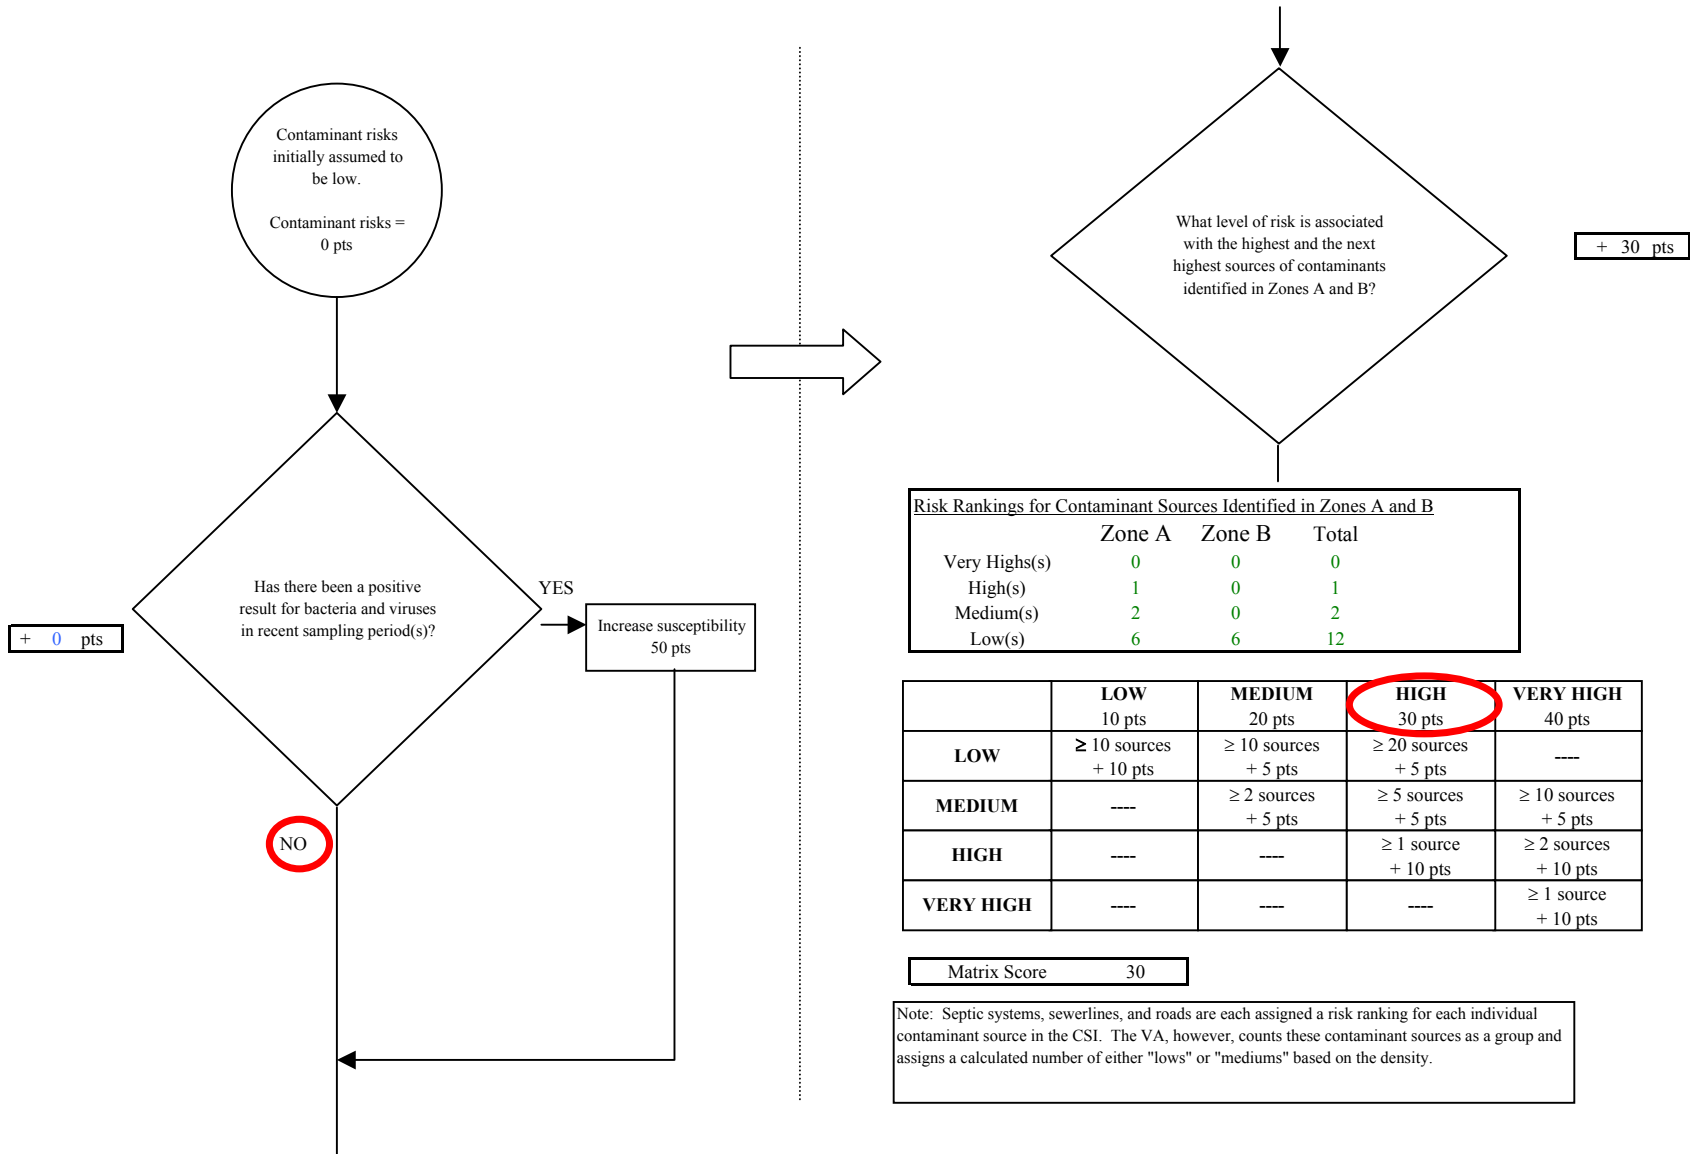 Contaminant risks
initially assumed to
be low.
Contaminant risks =
0 pts
Has there been a positive
result for bacteria and viruses
in recent sampling period(s)?
+ 0 pts
YES
Increase susceptibility
50 pts
NO
What level of risk is associated
with the highest and the next
highest sources of contaminants
identified in Zones A and B?
+ 30 pts
Risk Rankings for Contaminant Sources Identified in Zones A and B
Zone A Zone B Total
Very Highs(s) 0 0 0
High(s) 1 0 1
Medium(s) 2 0 2
Low(s) 6 6 12
LOW MEDIUM HIGH VERY HIGH
10 pts 20 pts 30 pts 40 pts
LOW ≥ 10 sources ≥ 10 sources ≥ 20 sources ----
+ 10 pts + 5 pts + 5 pts
MEDIUM ---- ≥ 2 sources ≥ 5 sources ≥ 10 sources
+ 5 pts + 5 pts + 5 pts
HIGH ---- ---- ≥ 1 source ≥ 2 sources
+ 10 pts + 10 pts
VERY HIGH ---- ---- ---- ≥ 1 source
+ 10 pts
Matrix Score 30
Note: Septic systems, sewerlines, and roads are each assigned a risk ranking for each individual
contaminant source in the CSI. The VA, however, counts these contaminant sources as a group and
assigns a calculated number of either "lows" or "mediums" based on the density.